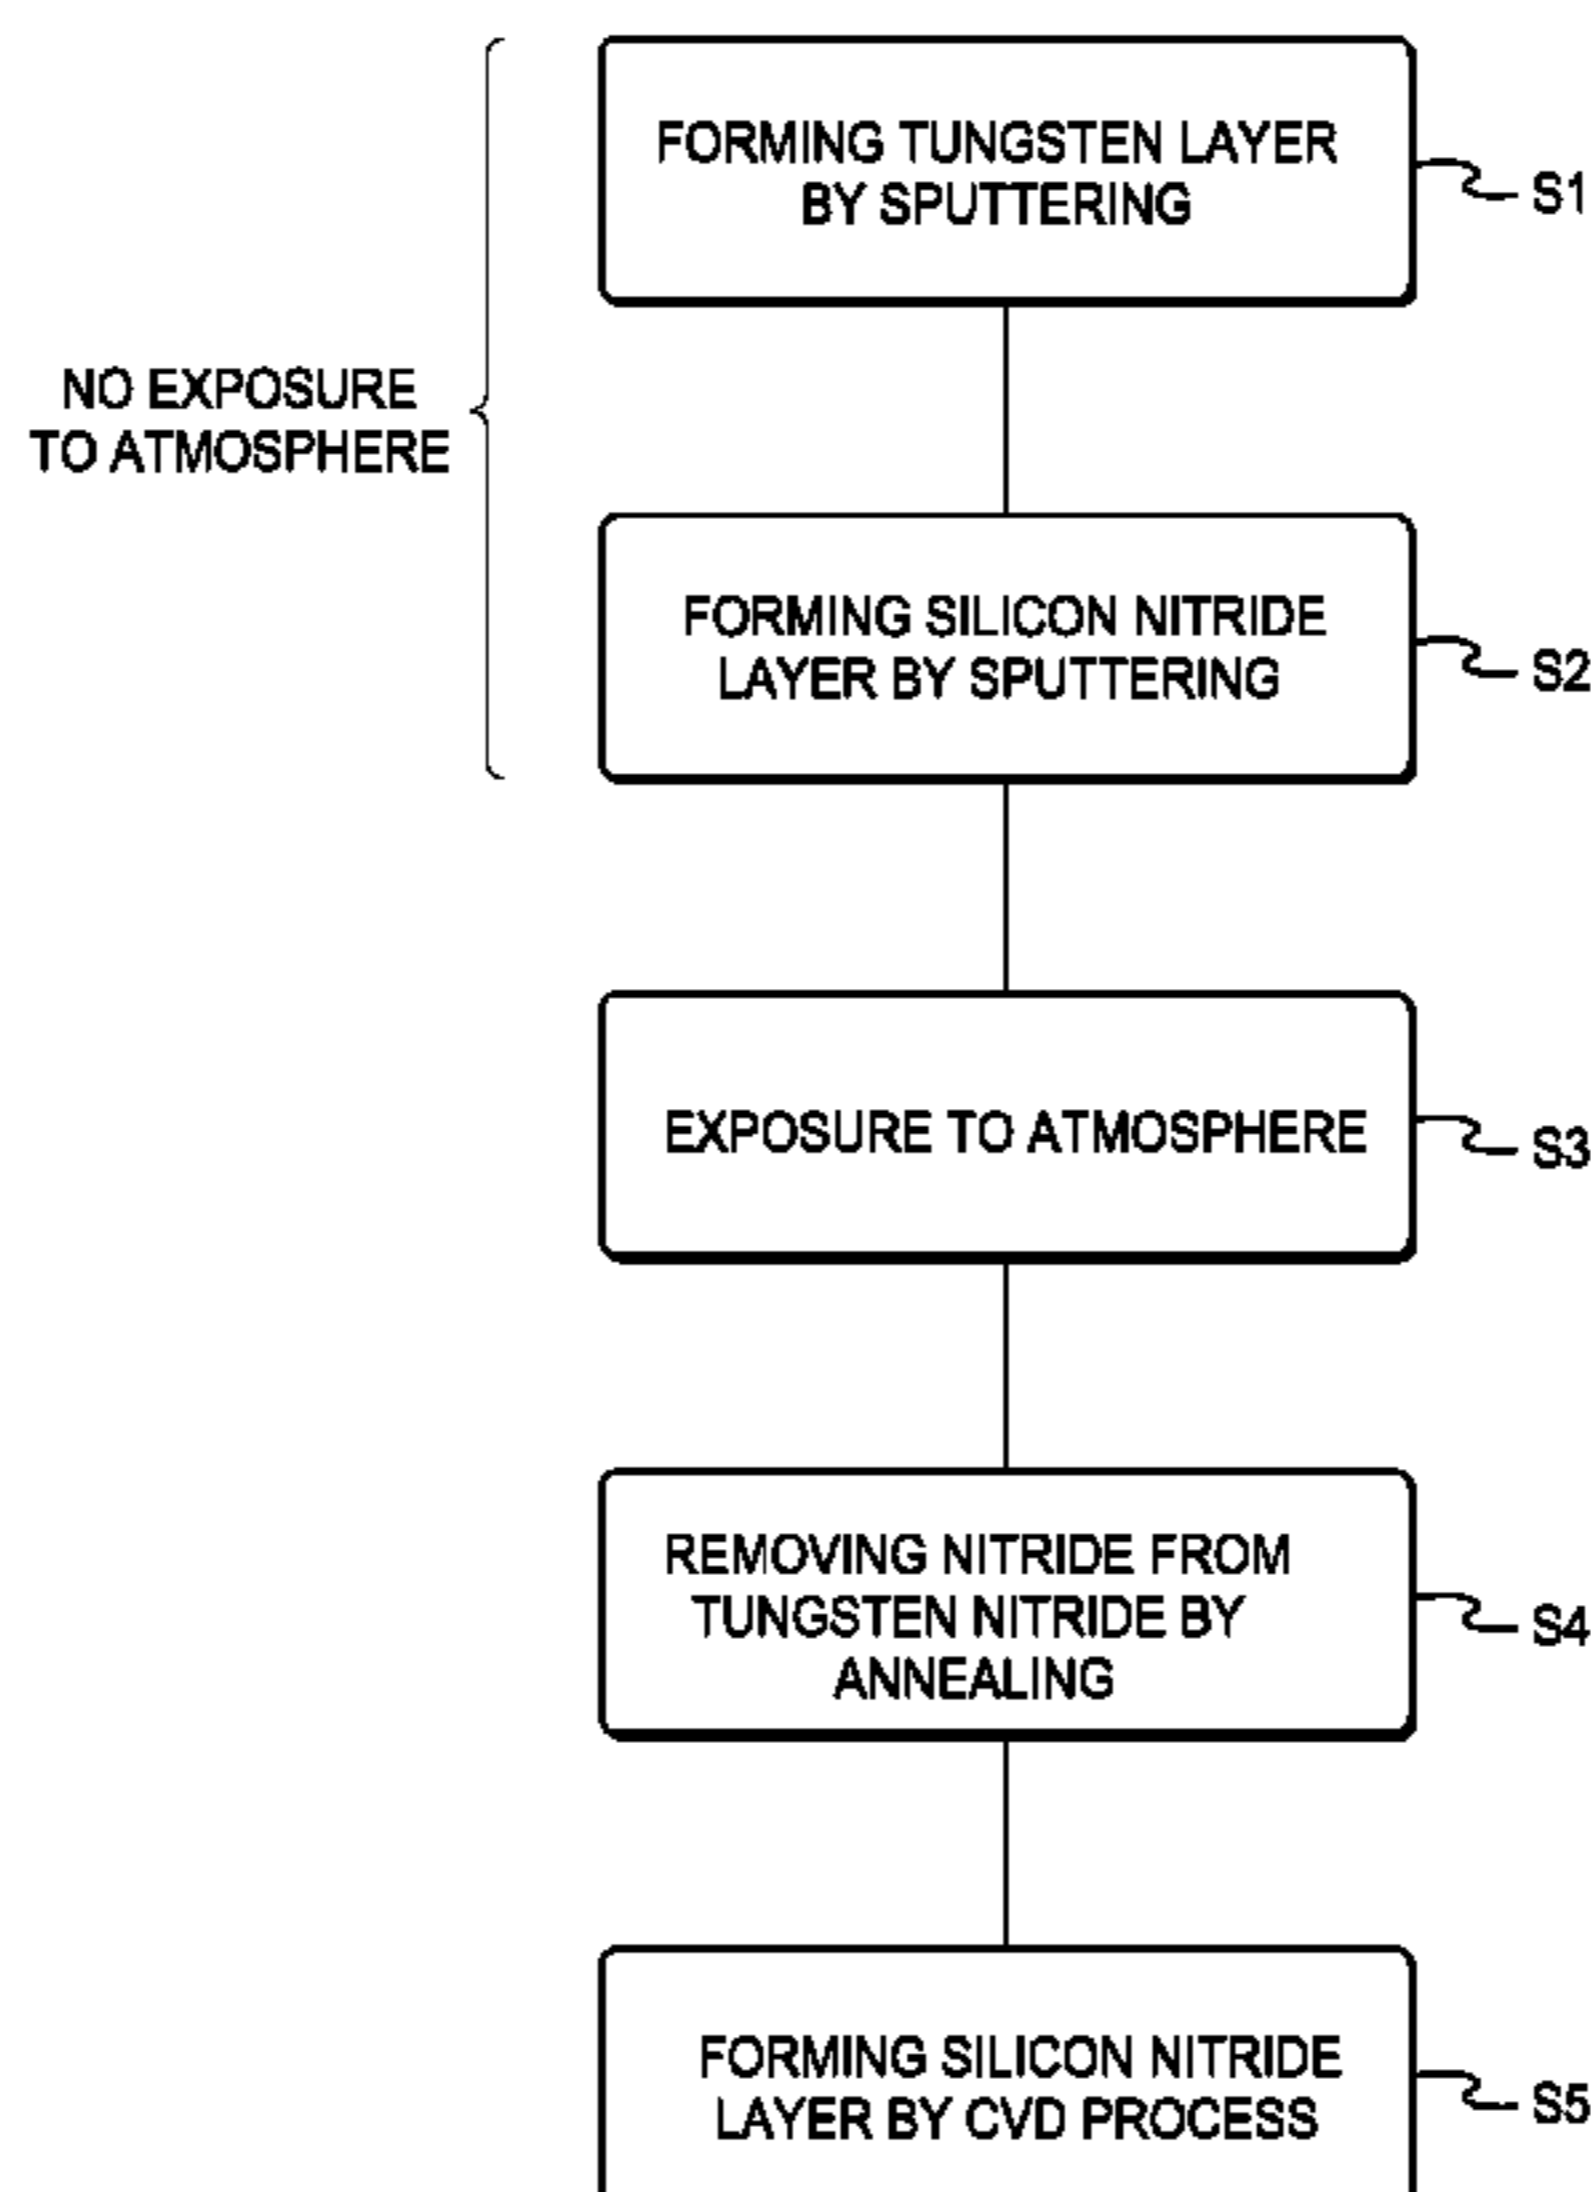 FORMING TUNGSTEN LAYER
BY SPUTTERING
S1
NO EXPOSURE
TO ATMOSPHERE
FORMING SILICON NITRIDE
LAYER BY SPUTTERING
S2
EXPOSURE TO ATMOSPHERE
S3
REMOVING NITRIDE FROM
TUNGSTEN NITRIDE BY
ANNEALING
S4
FORMING SILICON NITRIDE
LAYER BY CVD PROCESS
S5